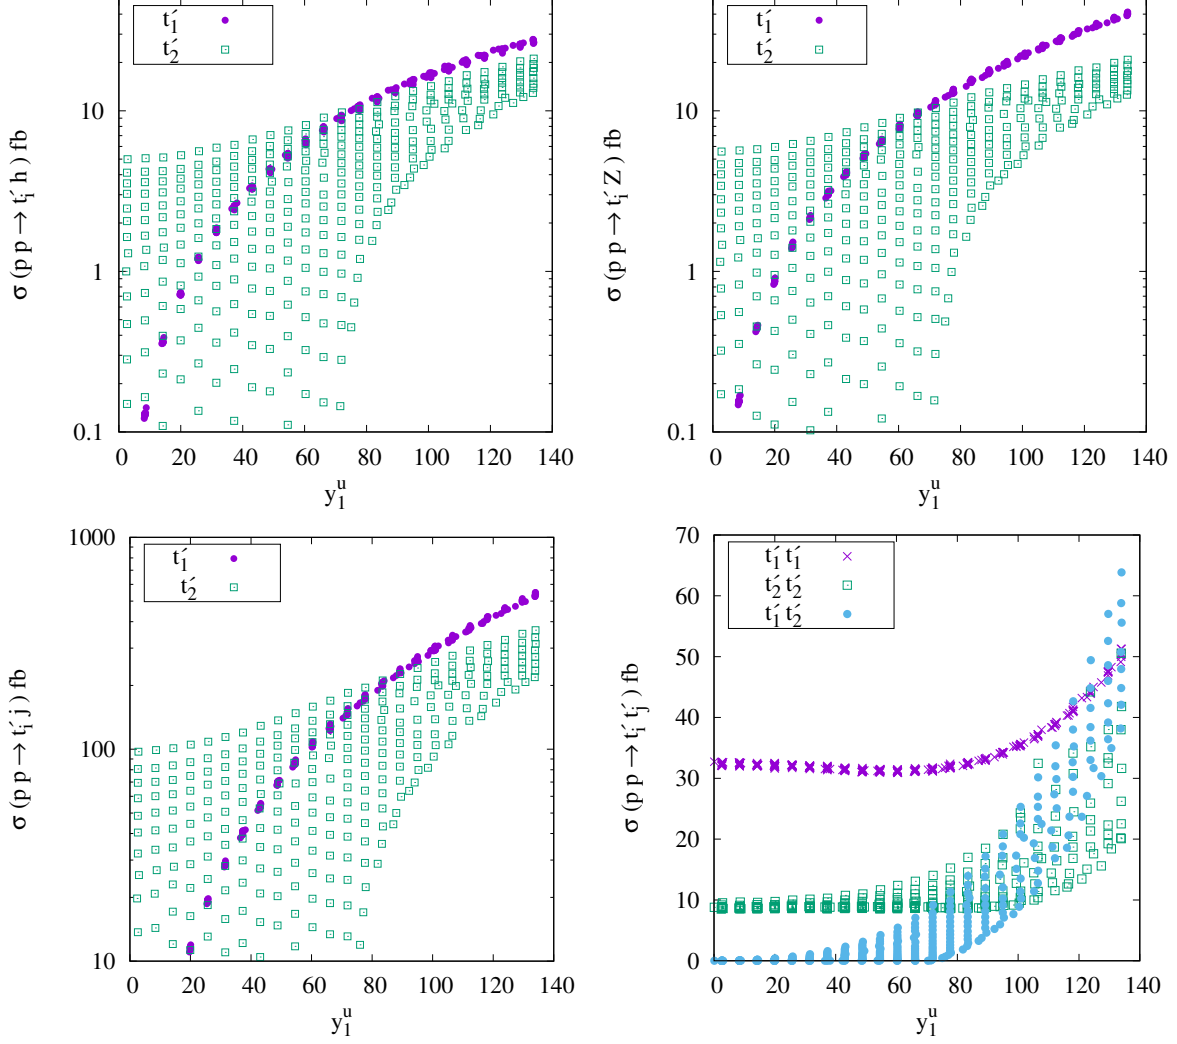 t′₁
t′₂
10
1
0.1
0 20 40 60 80 100 120 140
σ (p p → t′ᵢ h ) fb
y₁ᵘ
t′₁
t′₂
10
1
0.1
0 20 40 60 80 100 120 140
σ (p p → t′ᵢ Z ) fb
y₁ᵘ
t′₁
t′₂
1000
100
10
0 20 40 60 80 100 120 140
σ (p p → t′ᵢ j ) fb
y₁ᵘ
t′₁ t′₁
t′₂ t′₂
t′₁ t′₂
70
60
50
40
30
20
10
0
0 20 40 60 80 100 120 140
σ (p p → t′ᵢ t′ⱼ ) fb
y₁ᵘ